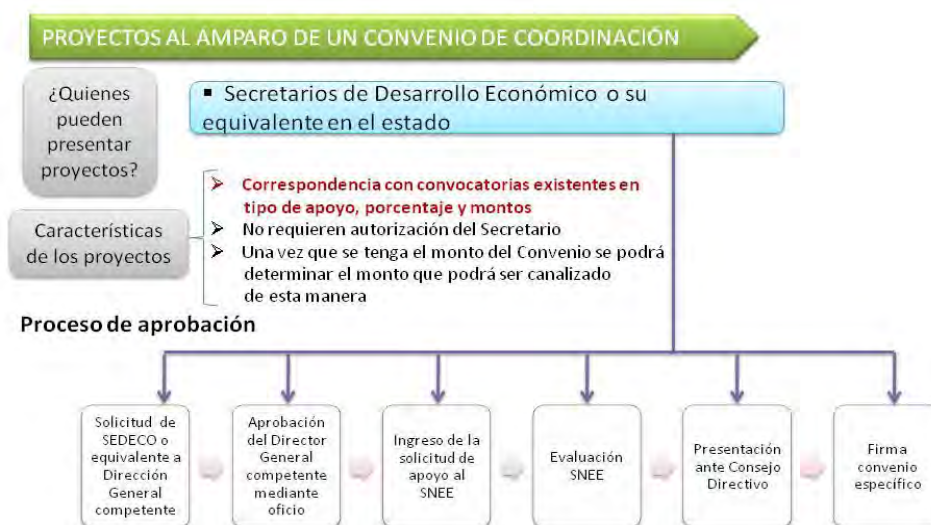 PROYECTOS AL AMPARO DE UN CONVENIO DE COORDINACIÓN
¿Quienes
pueden
presentar
proyectos?
▪ Secretarios de Desarrollo Económico o su
equivalente en el estado
Características
de los proyectos
➤ Correspondencia con convocatorias existentes en
tipo de apoyo, porcentaje y montos
➤ No requieren autorización del Secretario
➤ Una vez que se tenga el monto del Convenio se podrá
determinar el monto que podrá ser canalizado
de esta manera
Proceso de aprobación
Solicitud de
SEDECO o
equivalente a
Dirección
General
competente
Aprobación
del Director
General
competente
mediante
oficio
Ingreso de la
solicitud de
apoyo al
SNEE
Evaluación
SNEE
Presentación
ante Consejo
Directivo
Firma
convenio
específico